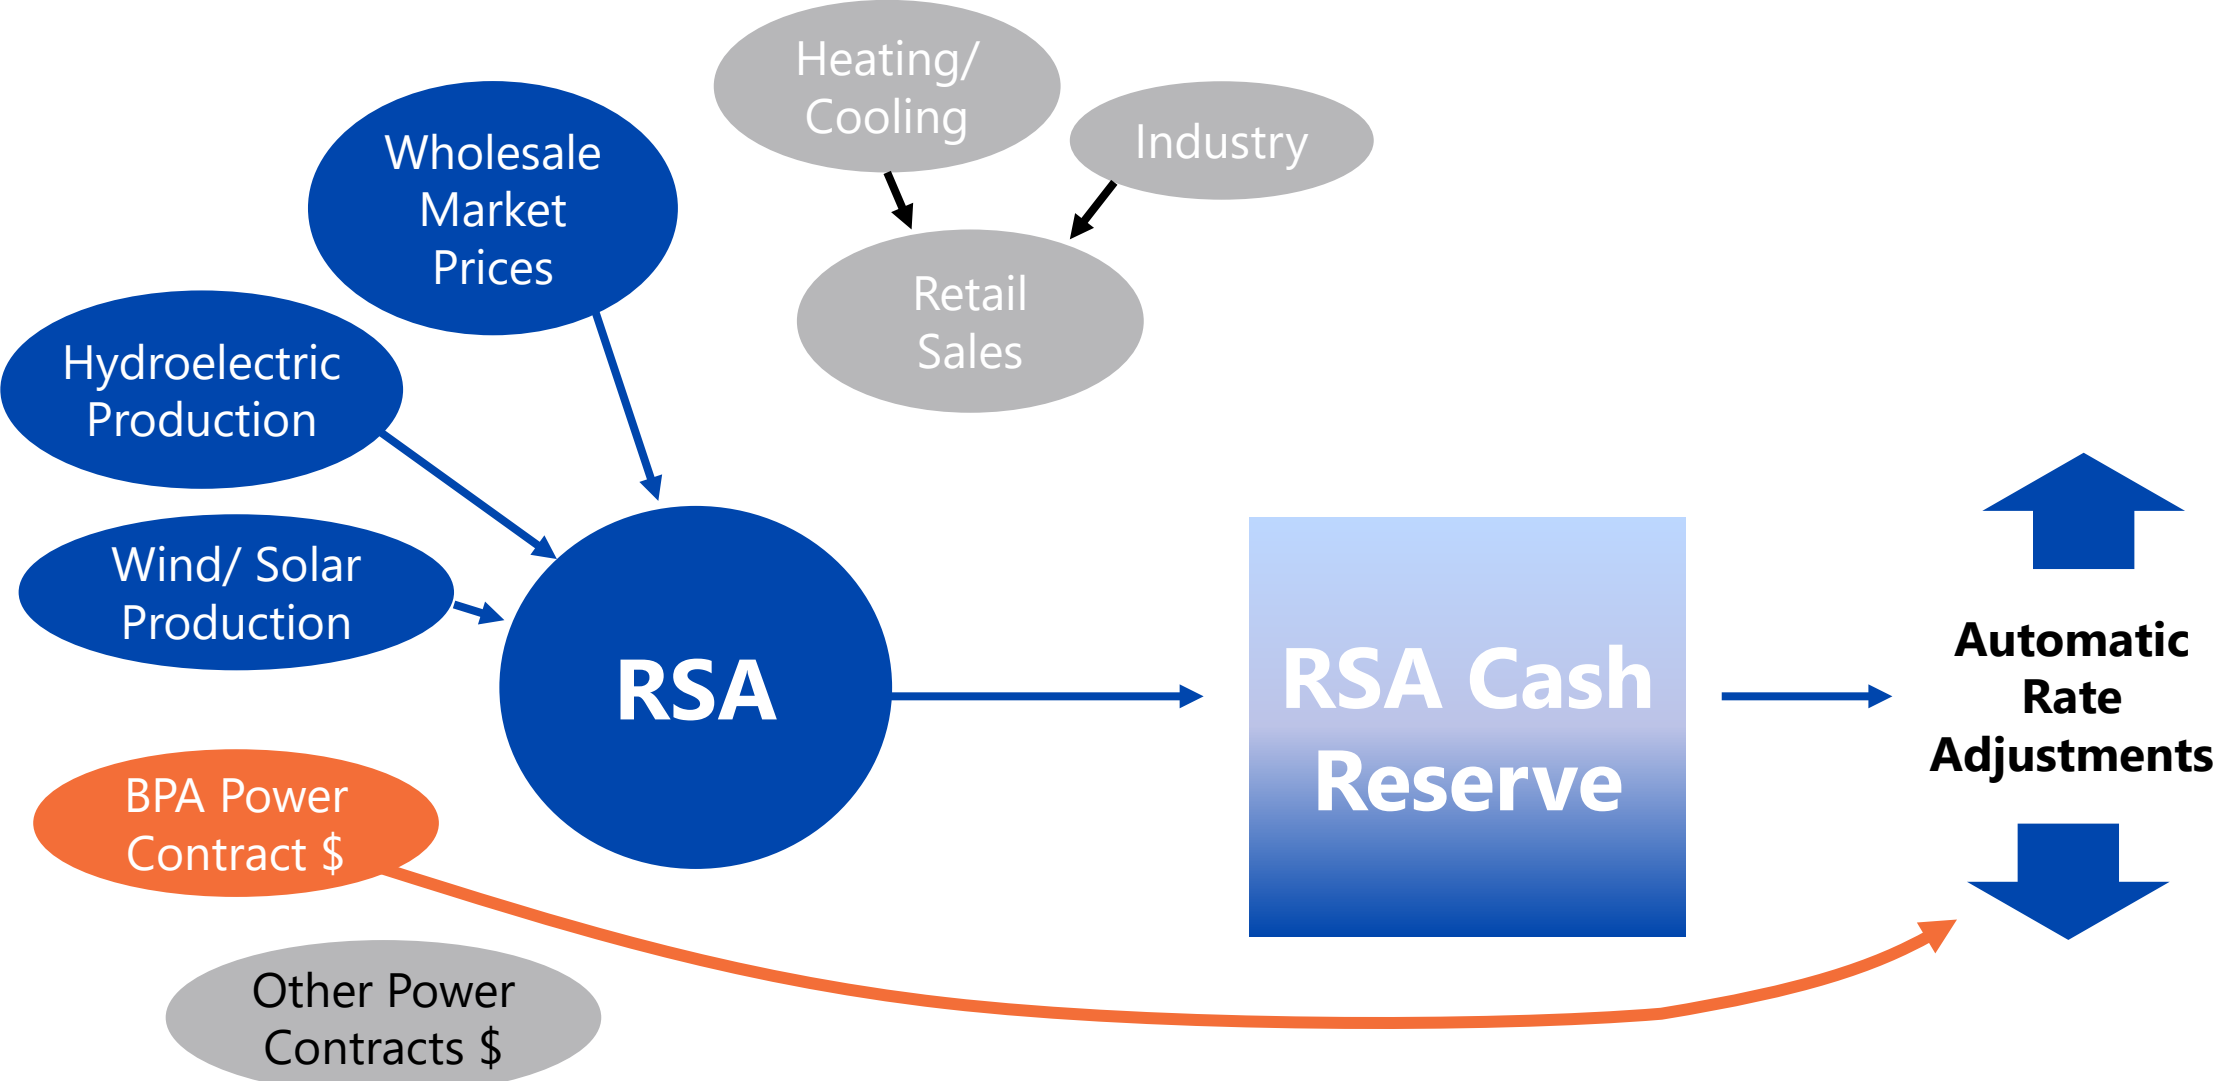 Heating/
Cooling
Industry
Wholesale
Market
Prices
Retail
Sales
Hydroelectric
Production
Wind/ Solar
Production
RSA
RSA Cash
Reserve
Automatic
Rate
Adjustments
BPA Power
Contract $
Other Power
Contracts $